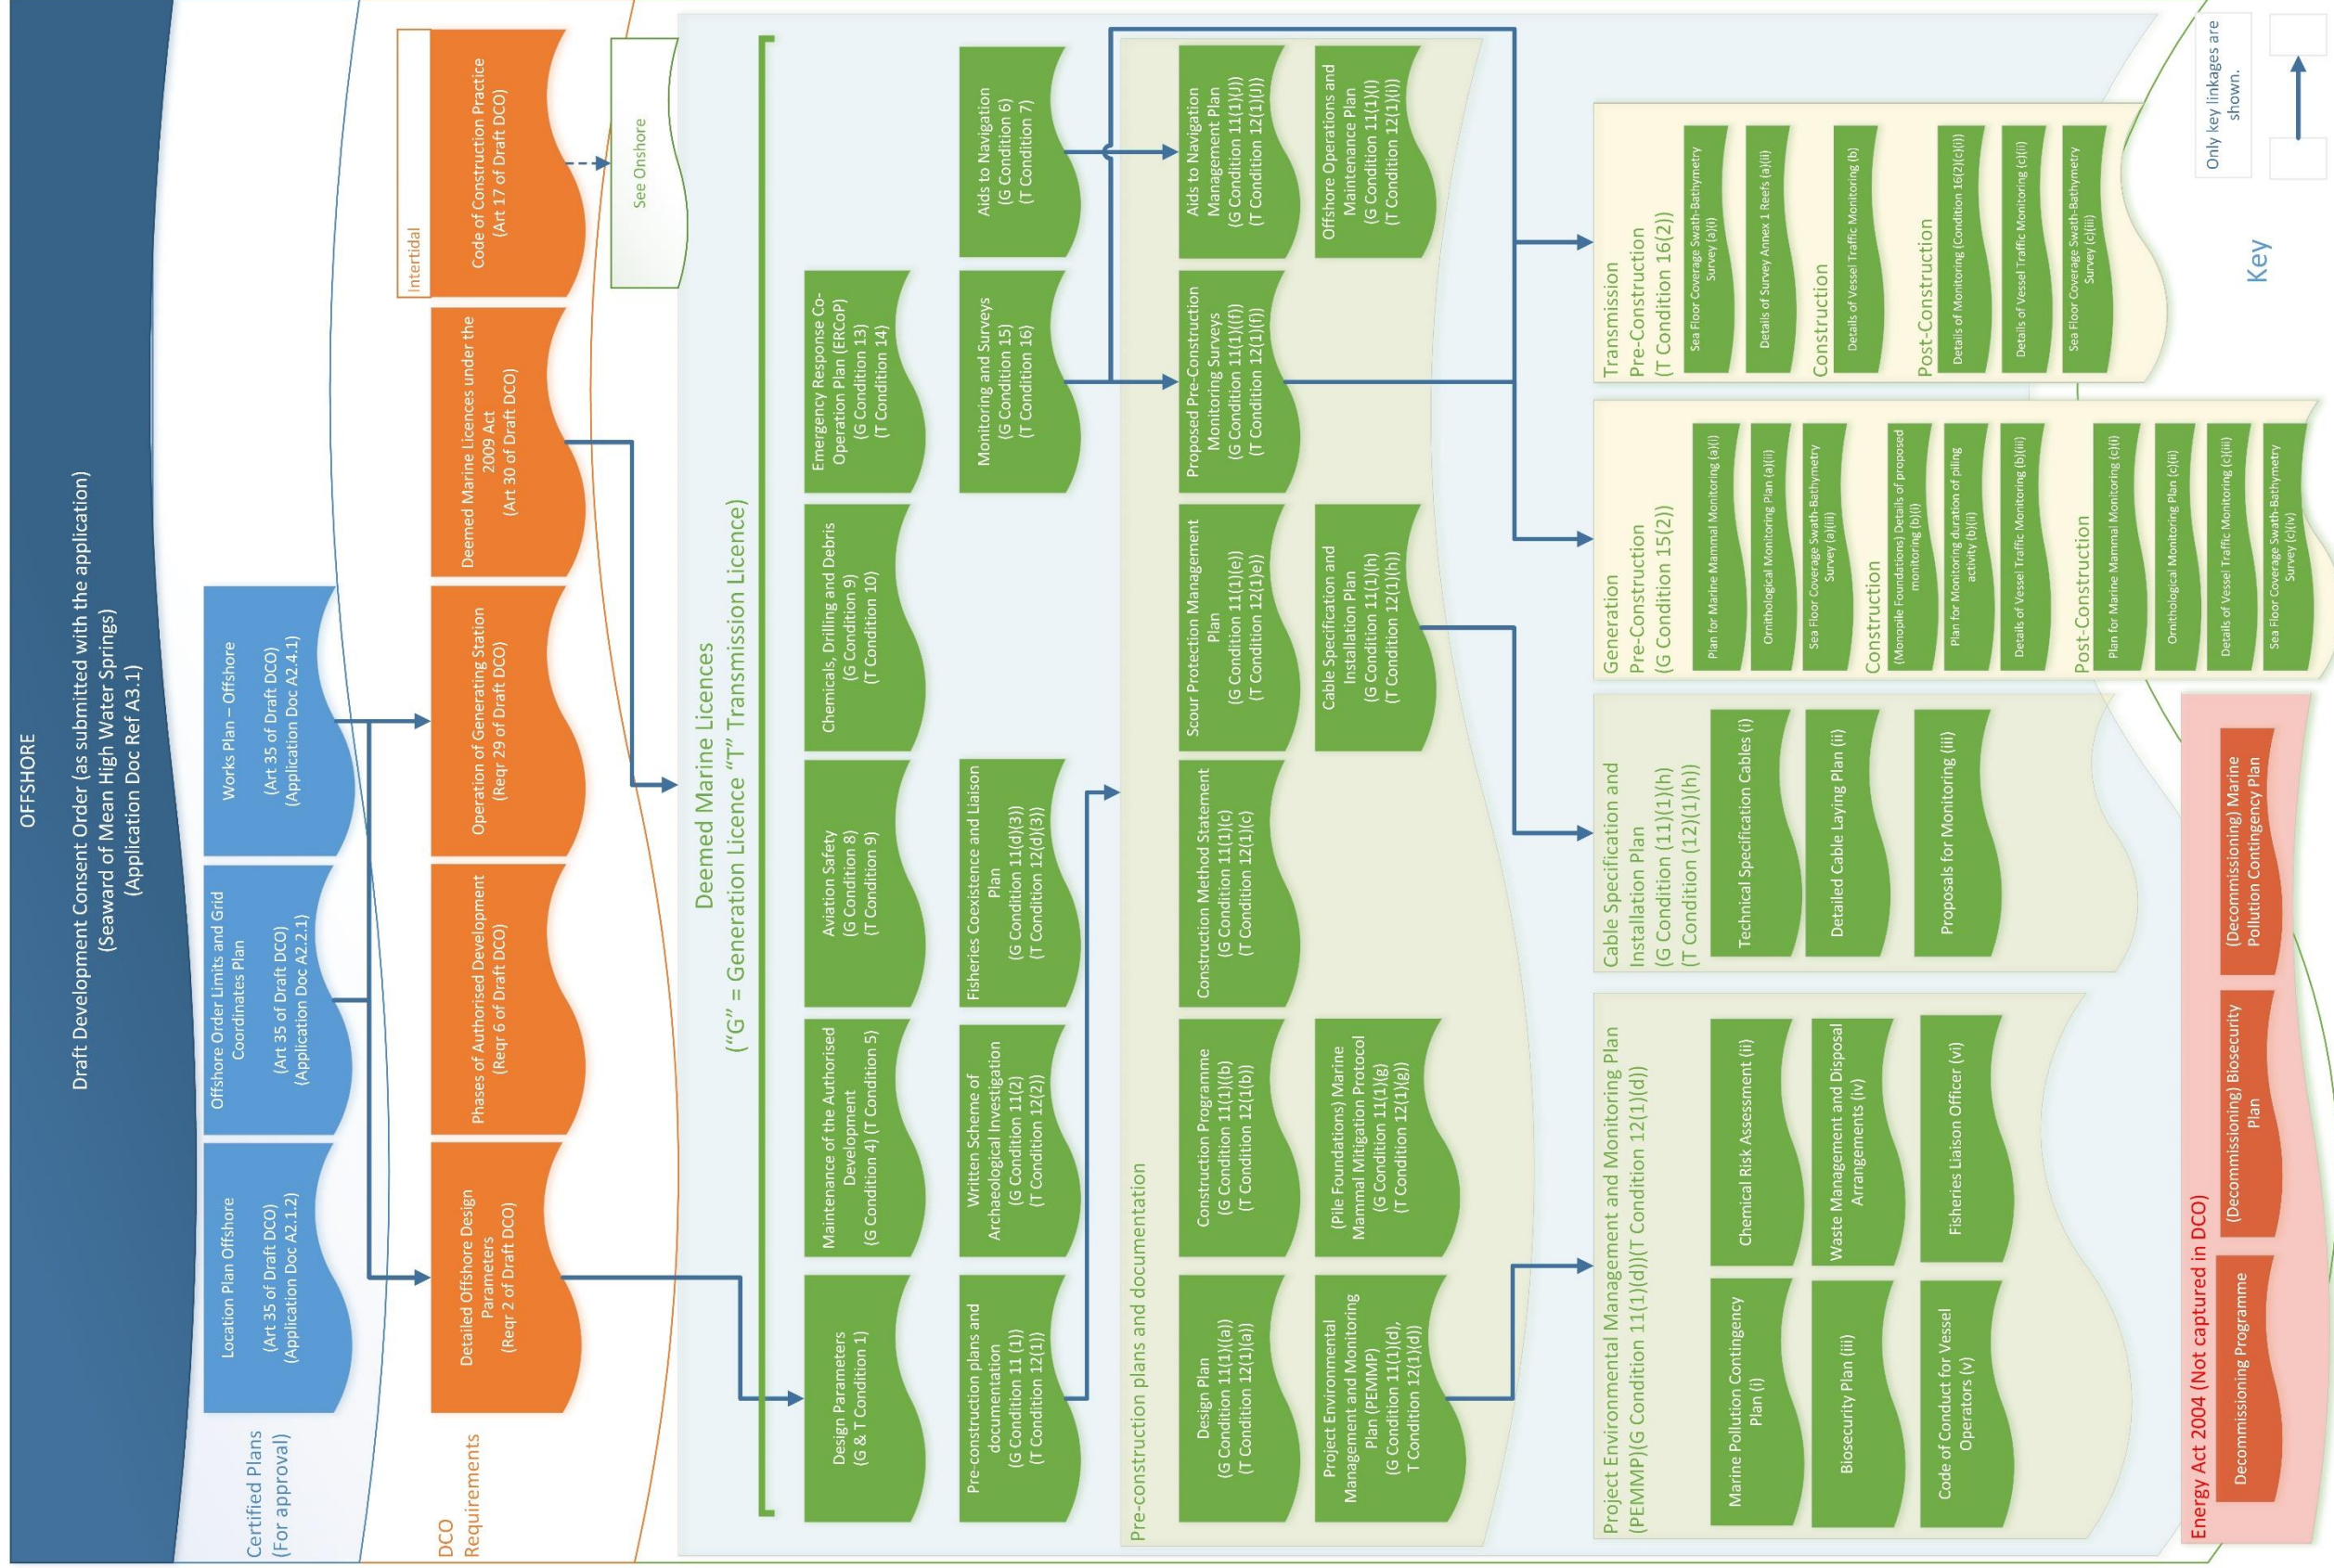 OFFSHORE
Draft Development Consent Order (as submitted with the application)
(Seaward of Mean High Water Springs)
(Application Doc Ref A3.1)
Certified Plans
(For approval)
Location Plan Offshore
(Art 35 of Draft DCO)
(Application Doc A2.1.2)
Offshore Order Limits and Grid
Coordinates Plan
(Art 35 of Draft DCO)
(Application Doc A2.2.1)
Works Plan – Offshore
(Art 35 of Draft DCO)
(Application Doc A2.4.1)
DCO
Requirements
Detailed Offshore Design
Parameters
(Reqr 2 of Draft DCO)
Phases of Authorised Development
(Reqr 6 of Draft DCO)
Operation of Generating Station
(Reqr 29 of Draft DCO)
Deemed Marine Licences under the
2009 Act
(Art 30 of Draft DCO)
Intertidal
Code of Construction Practice
(Art 17 of Draft DCO)
See Onshore
Deemed Marine Licences
(“G” = Generation Licence “T” Transmission Licence)
Design Parameters
(G & T Condition 1)
Maintenance of the Authorised
Development
(G Condition 4) (T Condition 5)
Aviation Safety
(G Condition 8)
(T Condition 9)
Chemicals, Drilling and Debris
(G Condition 9)
(T Condition 10)
Emergency Response Co-
Operation Plan (ERCoP)
(G Condition 13)
(T Condition 14)
Pre-construction plans and
documentation
(G Condition 11 (1))
(T Condition 12(1))
Written Scheme of
Archaeological Investigation
(G Condition 11(2)
(T Condition 12(2))
Fisheries Coexistence and Liaison
Plan
(G Condition 11(d)(3))
(T Condition 12(d)(3))
Monitoring and Surveys
(G Condition 15)
(T Condition 16)
Aids to Navigation
(G Condition 6)
(T Condition 7)
Pre-construction plans and documentation
Design Plan
(G Condition 11(1)((a))
(T Condition 12(1)(a))
Construction Programme
(G Condition 11(1)((b)
(T Condition 12(1(b))
Construction Method Statement
(G Condition 11(1)(c)
(T Condition 12(1)(c)
Scour Protection Management
Plan
(G Condition 11(1)(e))
(T Condition 12(1)e))
Proposed Pre-Construction
Monitoring Surveys
(G Condition 11(1)(f))
(T Condition 12(1)(f))
Aids to Navigation
Management Plan
(G Condition 11(1)(J))
(T Condition 12(1)(J))
Project Environmental
Management and Monitoring
Plan (PEMMP)
(G Condition 11(1)(d),
T Condition 12(1)(d))
(Pile Foundations) Marine
Mammal Mitigation Protocol
(G Condition 11(1)(g)
(T Condition 12(1)(g))
Cable Specification and
Installation Plan
(G Condition 11(1)(h)
(T Condition 12(1)(h))
Offshore Operations and
Maintenance Plan
(G Condition 11(1)(I)
(T Condition 12(1)(i))
Project Environmental Management and Monitoring Plan
(PEMMP)(G Condition 11(1)(d))(T Condition 12(1)(d))
Marine Pollution Contingency
Plan (i)
Chemical Risk Assessment (ii)
Biosecurity Plan (iii)
Waste Management and Disposal
Arrangements (iv)
Code of Conduct for Vessel
Operators (v)
Fisheries Liaison Officer (vi)
Cable Specification and
Installation Plan
(G Condition (11)(1)(h)
(T Condition (12)(1)(h))
Technical Specification Cables (i)
Detailed Cable Laying Plan (ii)
Proposals for Monitoring (iii)
Generation
Pre-Construction
(G Condition 15(2))
Plan for Marine Mammal Monitoring (a)(i)
Ornithological Monitoring Plan (a)(ii)
Sea Floor Coverage Swath-Bathymetry
Survey (a)(iii)
Construction
(Monopile Foundations) Details of proposed
monitoring (b)(i)
Plan for Monitoring duration of piling
activity (b)(ii)
Details of Vessel Traffic Monitoring (b)(iii)
Post-Construction
Plan for Marine Mammal Monitoring (c)(i)
Ornithological Monitoring Plan (c)(ii)
Details of Vessel Traffic Monitoring (c)(iii)
Sea Floor Coverage Swath-Bathymetry
Survey (c)(iv)
Transmission
Pre-Construction
(T Condition 16(2))
Sea Floor Coverage Swath-Bathymetry
Survey (a)(i)
Details of Survey Annex 1 Reefs (a)(ii)
Construction
Details of Vessel Traffic Monitoring (b)
Post-Construction
Details of Monitoring (Condition 16(2)(c)(i))
Details of Vessel Traffic Monitoring (c)(ii)
Sea Floor Coverage Swath-Bathymetry
Survey (c)(iii)
Energy Act 2004 (Not captured in DCO)
Decommissioning Programme
(Decommissioning) Biosecurity
Plan
(Decommissioning) Marine
Pollution Contingency Plan
Key
Only key linkages are
shown.